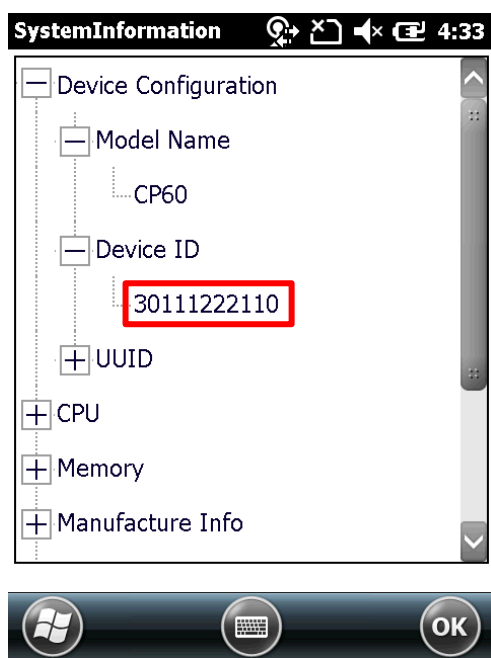 SystemInformation 4:33
Device Configuration
Model Name
CP60
Device ID
30111222110
UUID
CPU
Memory
Manufacture Info
OK